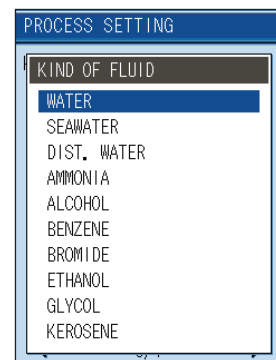 PROCESS SETTING
KIND OF FLUID
WATER
SEAWATER
DIST. WATER
AMMONIA
ALCOHOL
BENZENE
BROMIDE
ETHANOL
GLYCOL
KEROSENE